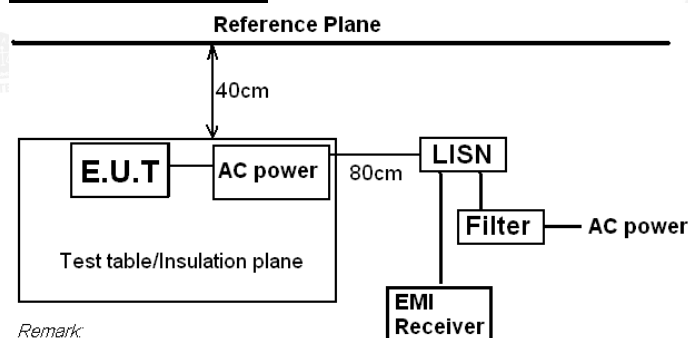 Reference Plane
40cm
E.U.T
AC power
80cm
LISN
Filter
AC power
Test table/Insulation plane
EMI
Receiver
Remark: